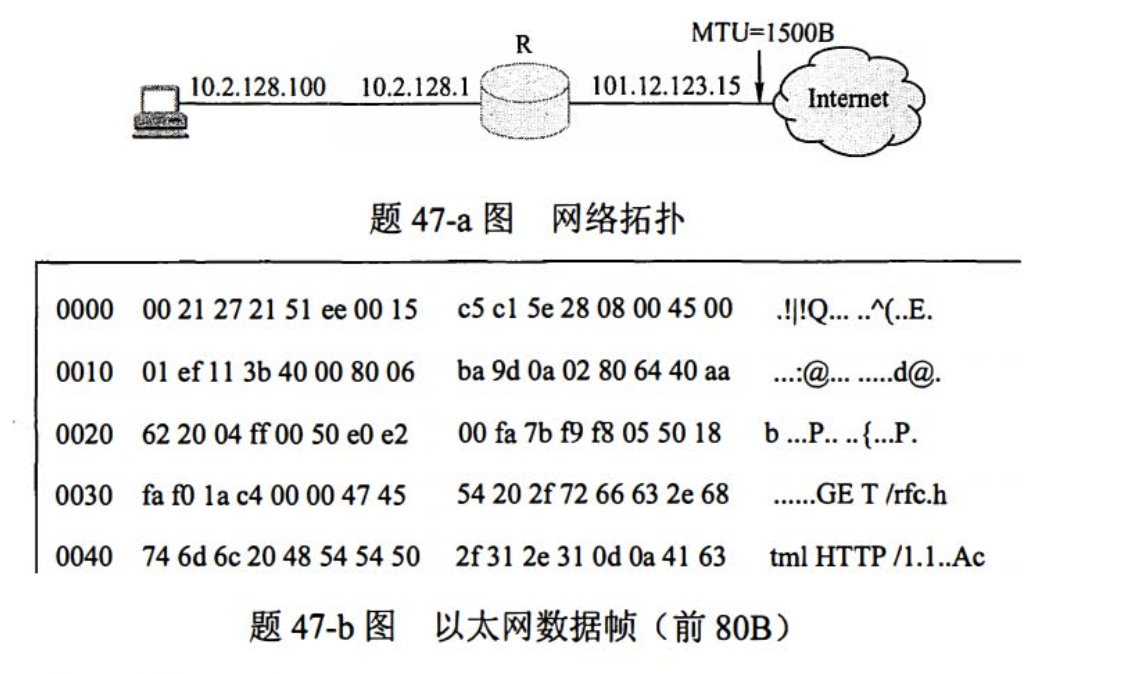 MTU=1500B
R
10.2.128.100 10.2.128.1 101.12.123.15 Internet
题 47-a 图 网络拓扑
0000 00 21 27 21 51 ee 00 15 c5 c1 5e 28 08 00 45 00 .!|!Q... ..^(..E.
0010 01 ef 11 3b 40 00 80 06 ba 9d 0a 02 80 64 40 aa ...:@... .....d@.
0020 62 20 04 ff 00 50 e0 e2 00 fa 7b f9 f8 05 50 18 b ...P.. ..{...P.
0030 fa f0 1a c4 00 00 47 45 54 20 2f 72 66 63 2e 68 ......GE T /rfc.h
0040 74 6d 6c 20 48 54 54 50 2f 31 2e 31 0d 0a 41 63 tml HTTP /1.1..Ac
题 47-b 图 以太网数据帧（前 80B）